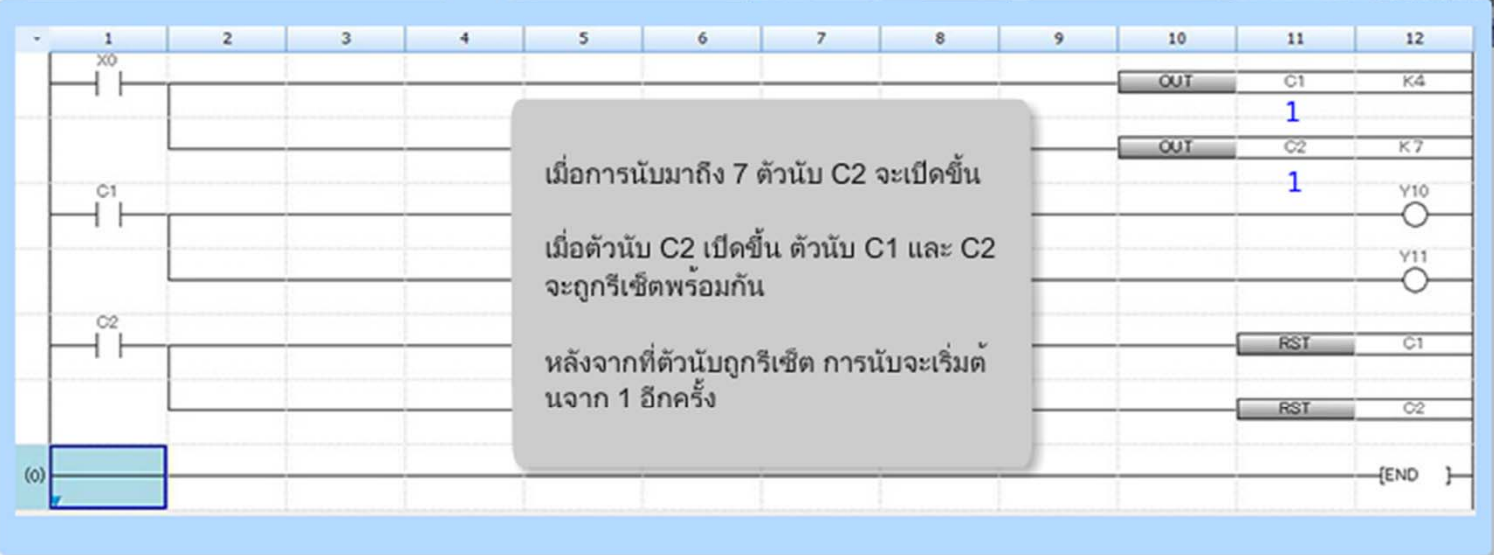 1 2 3 4 5 6 7 8 9 10 11 12
X0
OUT C1 K4
1
OUT C2 K7
1
C1
Y10
Y11
C2
RST C1
RST C2
(0)
[END ]
เมื่อการนับมาถึง 7 ตัวนับ C2 จะเปิดขึ้น
เมื่อตัวนับ C2 เปิดขึ้น ตัวนับ C1 และ C2
จะถูกรีเซ็ตพร้อมกัน
หลังจากที่ตัวนับถูกรีเซ็ต การนับจะเริ่มต้
นจาก 1 อีกครั้ง